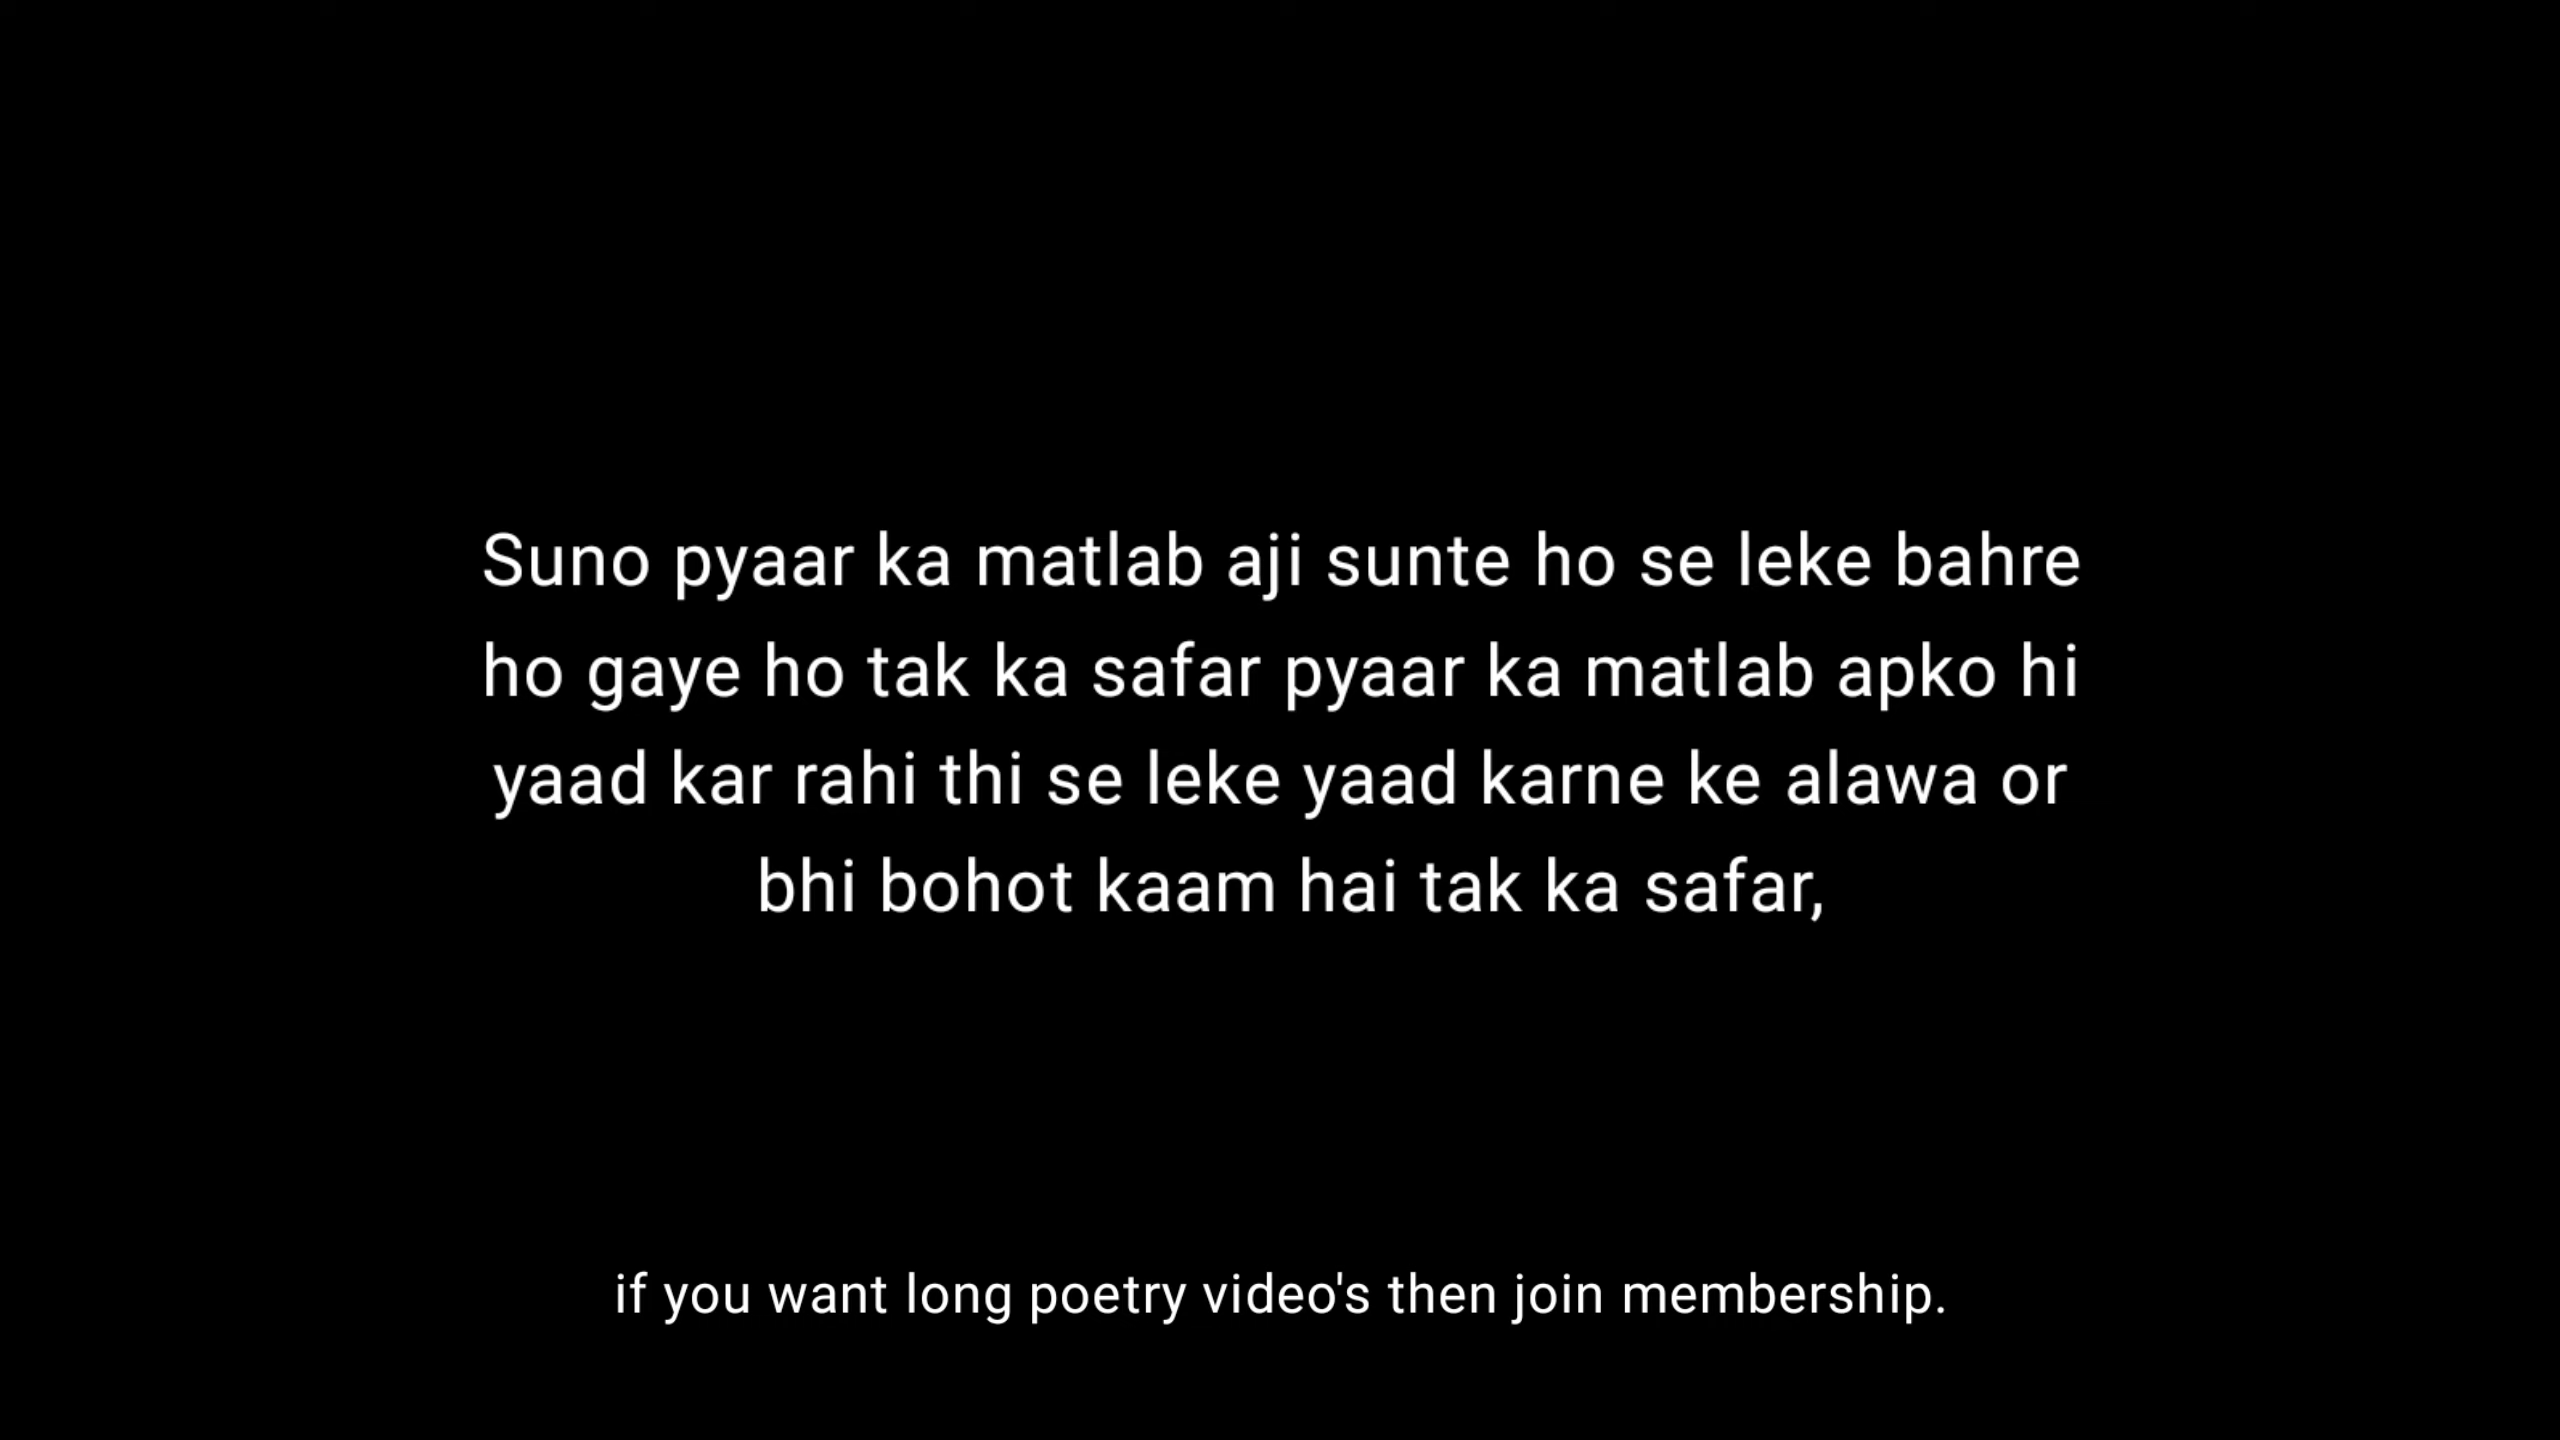 Suno pyaar ka matlab aji sunte ho se leke bahre
ho gaye ho tak ka safar pyaar ka matlab apko hi
yaad kar rahi thi se leke yaad karne ke alawa or
bhi bohot kaam hai tak ka safar,
if you want long poetry video's then join membership.